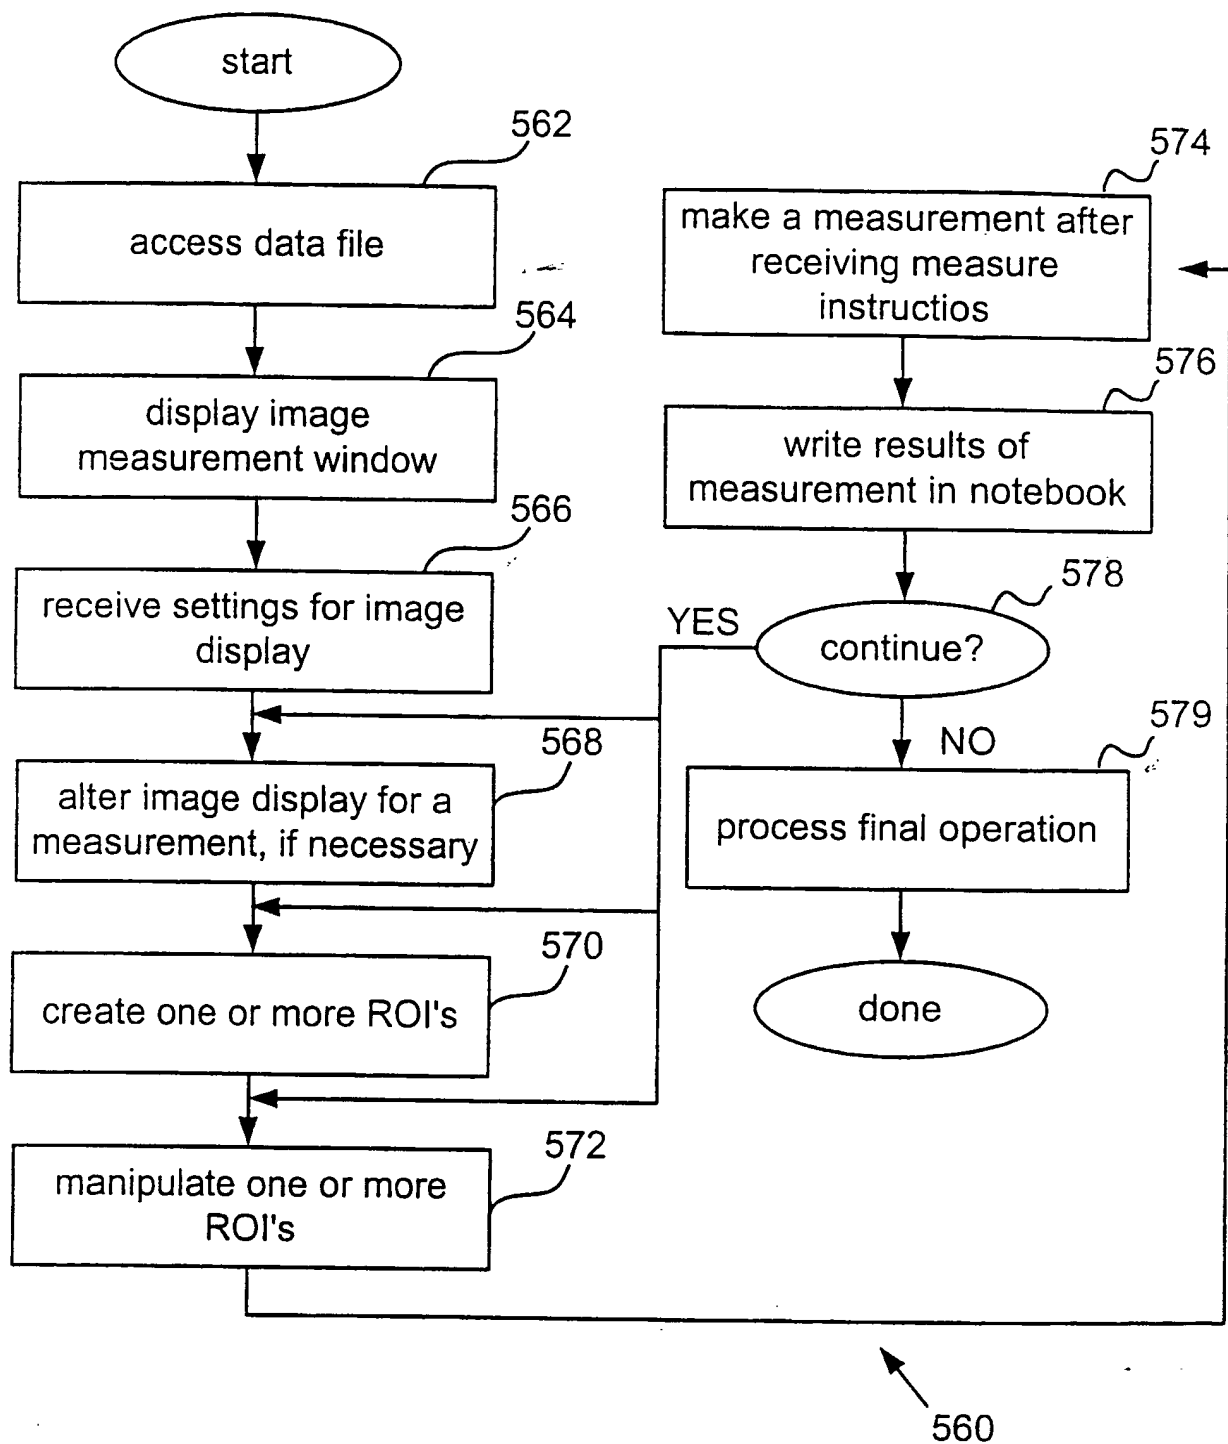 start
562
access data file
564
display image
measurement window
566
receive settings for image
display
568
alter image display for a
measurement, if necessary
570
create one or more ROI's
572
manipulate one or more
ROI's
574
make a measurement after
receiving measure
instructios
576
write results of
measurement in notebook
578
YES
continue?
NO
579
process final operation
done
560